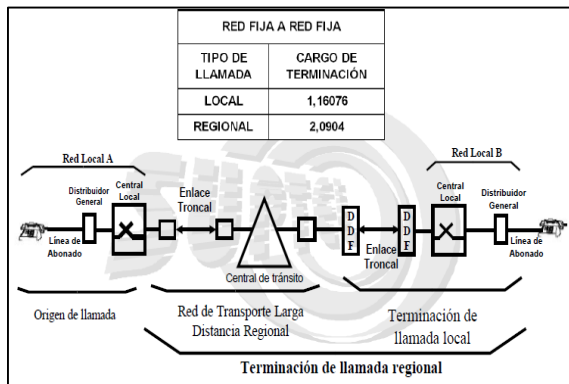 RED FIJA A RED FIJA
TIPO DE LLAMADA
CARGO DE TERMINACIÓN
LOCAL
1,16076
REGIONAL
2,0904
Red Local A
Red Local B
Distribuidor General
Central Local
Enlace Troncal
Central Local
Distribuidor General
D D F
D D F
Línea de Abonado
Enlace Troncal
Línea de Abonado
Central de tránsito
Origen de llamada
Red de Transporte Larga Distancia Regional
Terminación de llamada local
Terminación de llamada regional